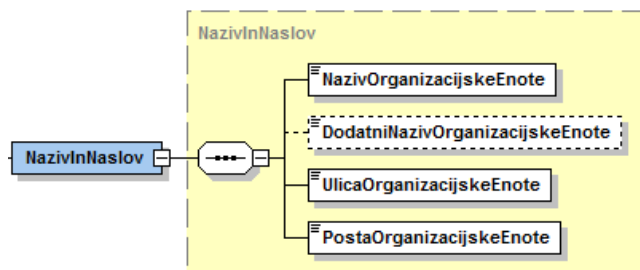 NazivInNaslov
NazivOrganizacijskeEnote
DodatniNazivOrganizacijskeEnote
NazivInNaslov
UlicaOrganizacijskeEnote
PostaOrganizacijskeEnote